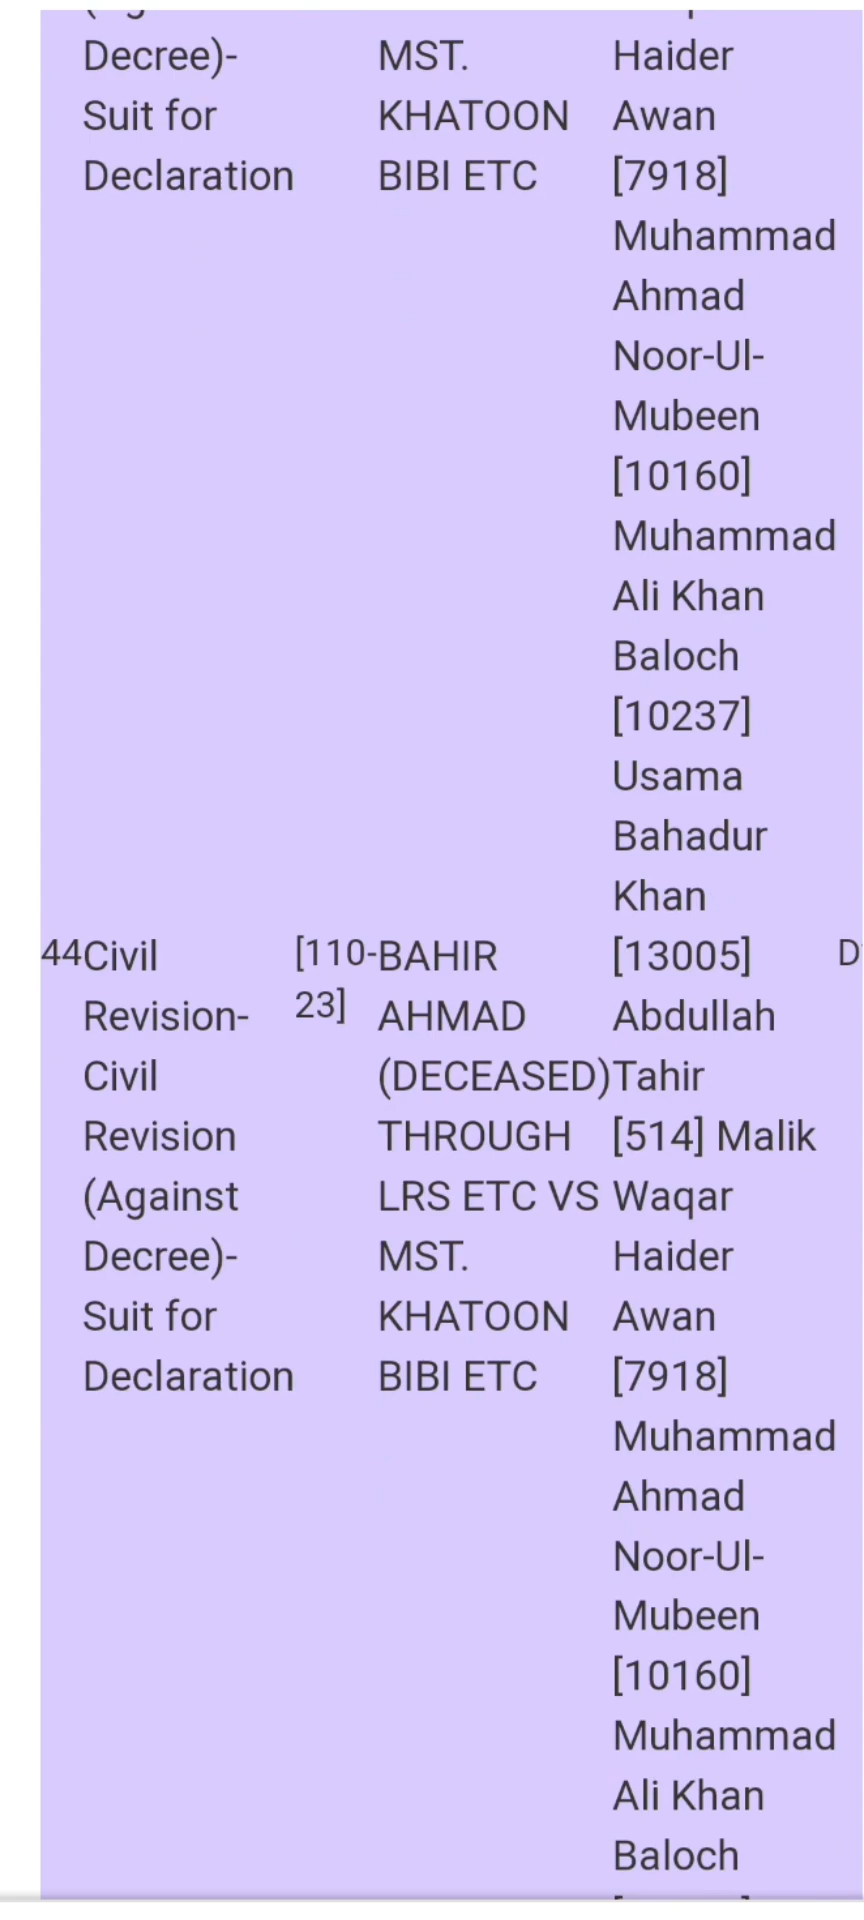 Decree)- MST. Haider
Suit for KHATOON Awan
Declaration BIBI ETC [7918]
Muhammad
Ahmad
Noor-Ul-
Mubeen
[10160]
Muhammad
Ali Khan
Baloch
[10237]
Usama
Bahadur
Khan
44 Civil [110- BAHIR [13005] D
Revision- 23] AHMAD Abdullah
Civil (DECEASED) Tahir
Revision THROUGH [514] Malik
(Against LRS ETC VS Waqar
Decree)- MST. Haider
Suit for KHATOON Awan
Declaration BIBI ETC [7918]
Muhammad
Ahmad
Noor-Ul-
Mubeen
[10160]
Muhammad
Ali Khan
Baloch